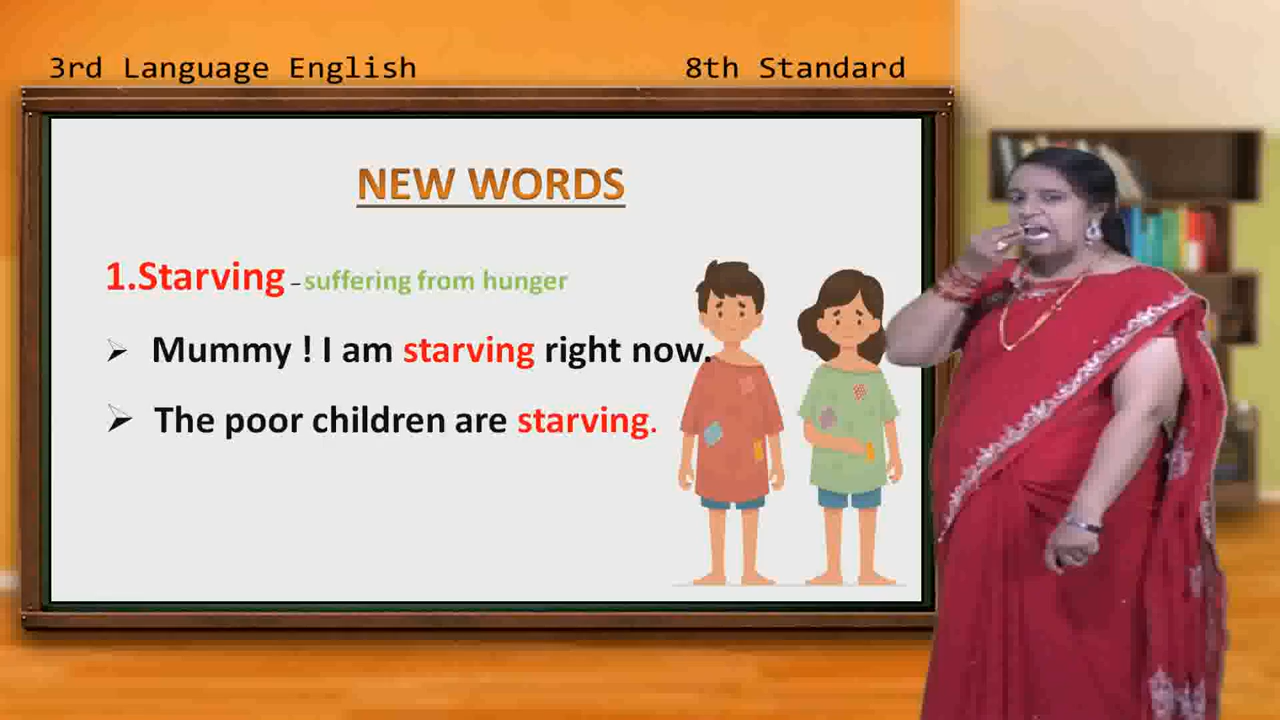 3rd Language English 8th Standard
NEW WORDS
1.Starving – suffering from hunger
➢ Mummy ! I am starving right now.
➢ The poor children are starving.